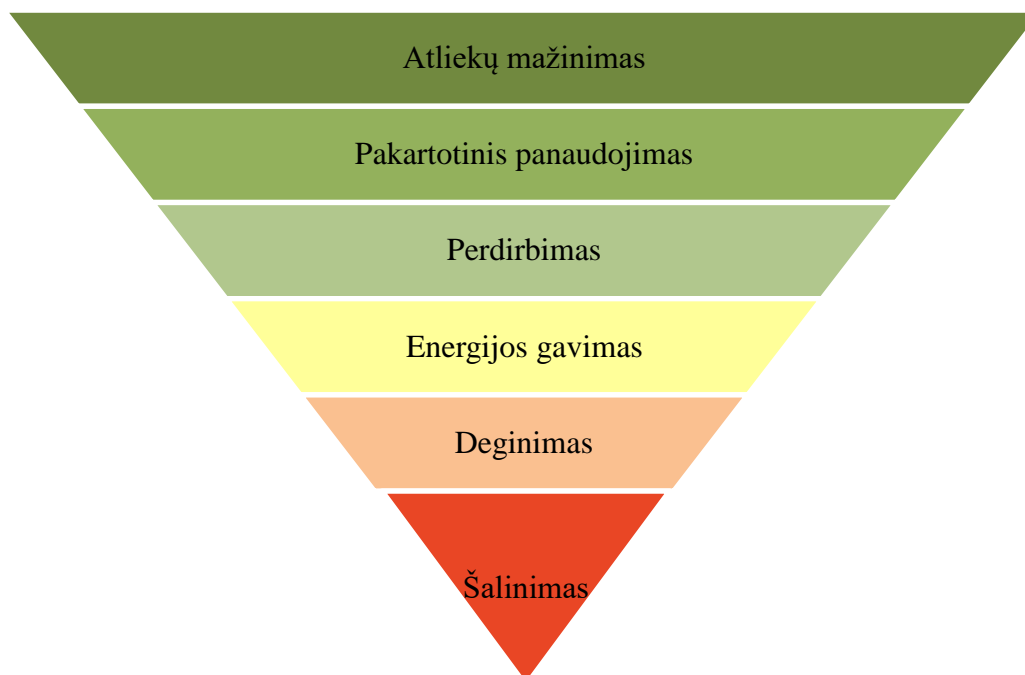 Atliekų mažinimas
Pakartotinis panaudojimas
Perdirbimas
Energijos gavimas
Deginimas
Šalinimas